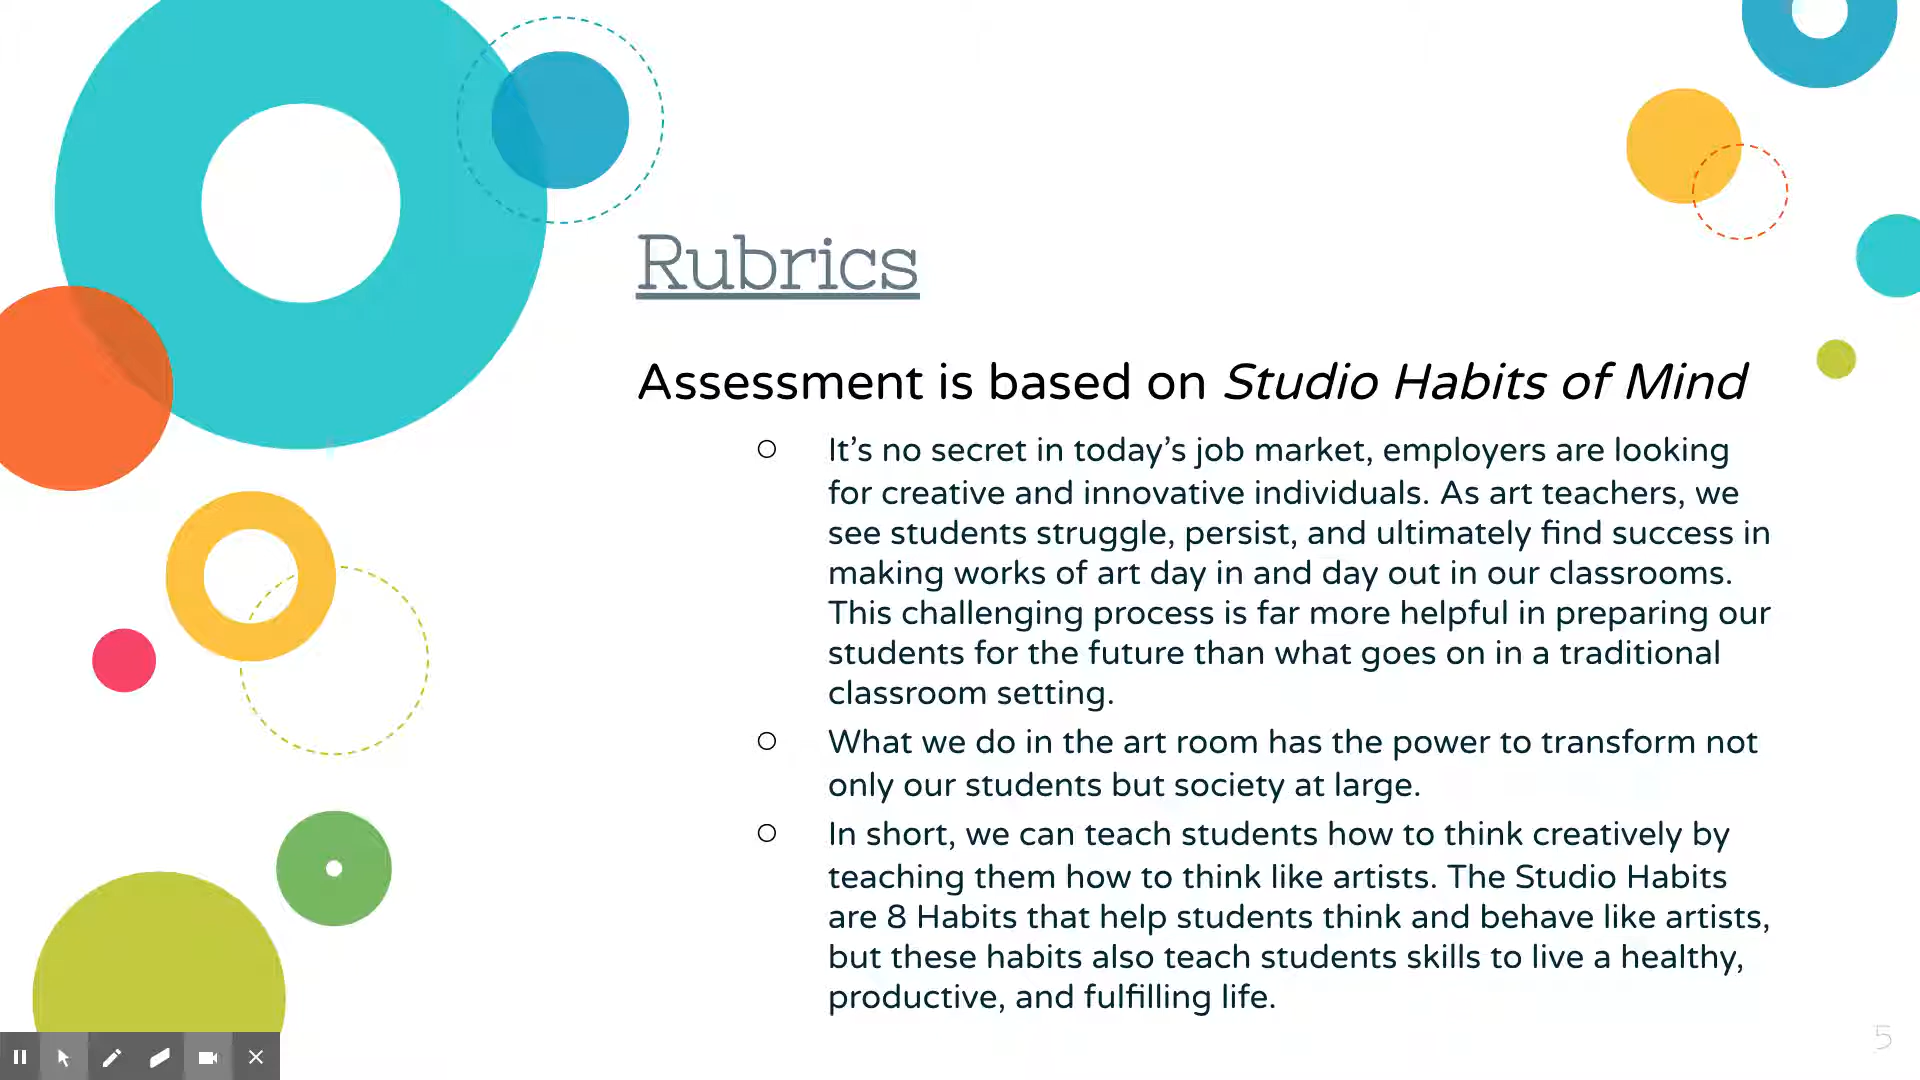 Rubrics
Assessment is based on Studio Habits of Mind
It’s no secret in today’s job market, employers are looking
for creative and innovative individuals. As art teachers, we
see students struggle, persist, and ultimately find success in
making works of art day in and day out in our classrooms.
This challenging process is far more helpful in preparing our
students for the future than what goes on in a traditional
classroom setting.
What we do in the art room has the power to transform not
only our students but society at large.
In short, we can teach students how to think creatively by
teaching them how to think like artists. The Studio Habits
are 8 Habits that help students think and behave like artists,
but these habits also teach students skills to live a healthy,
productive, and fulfilling life.
5